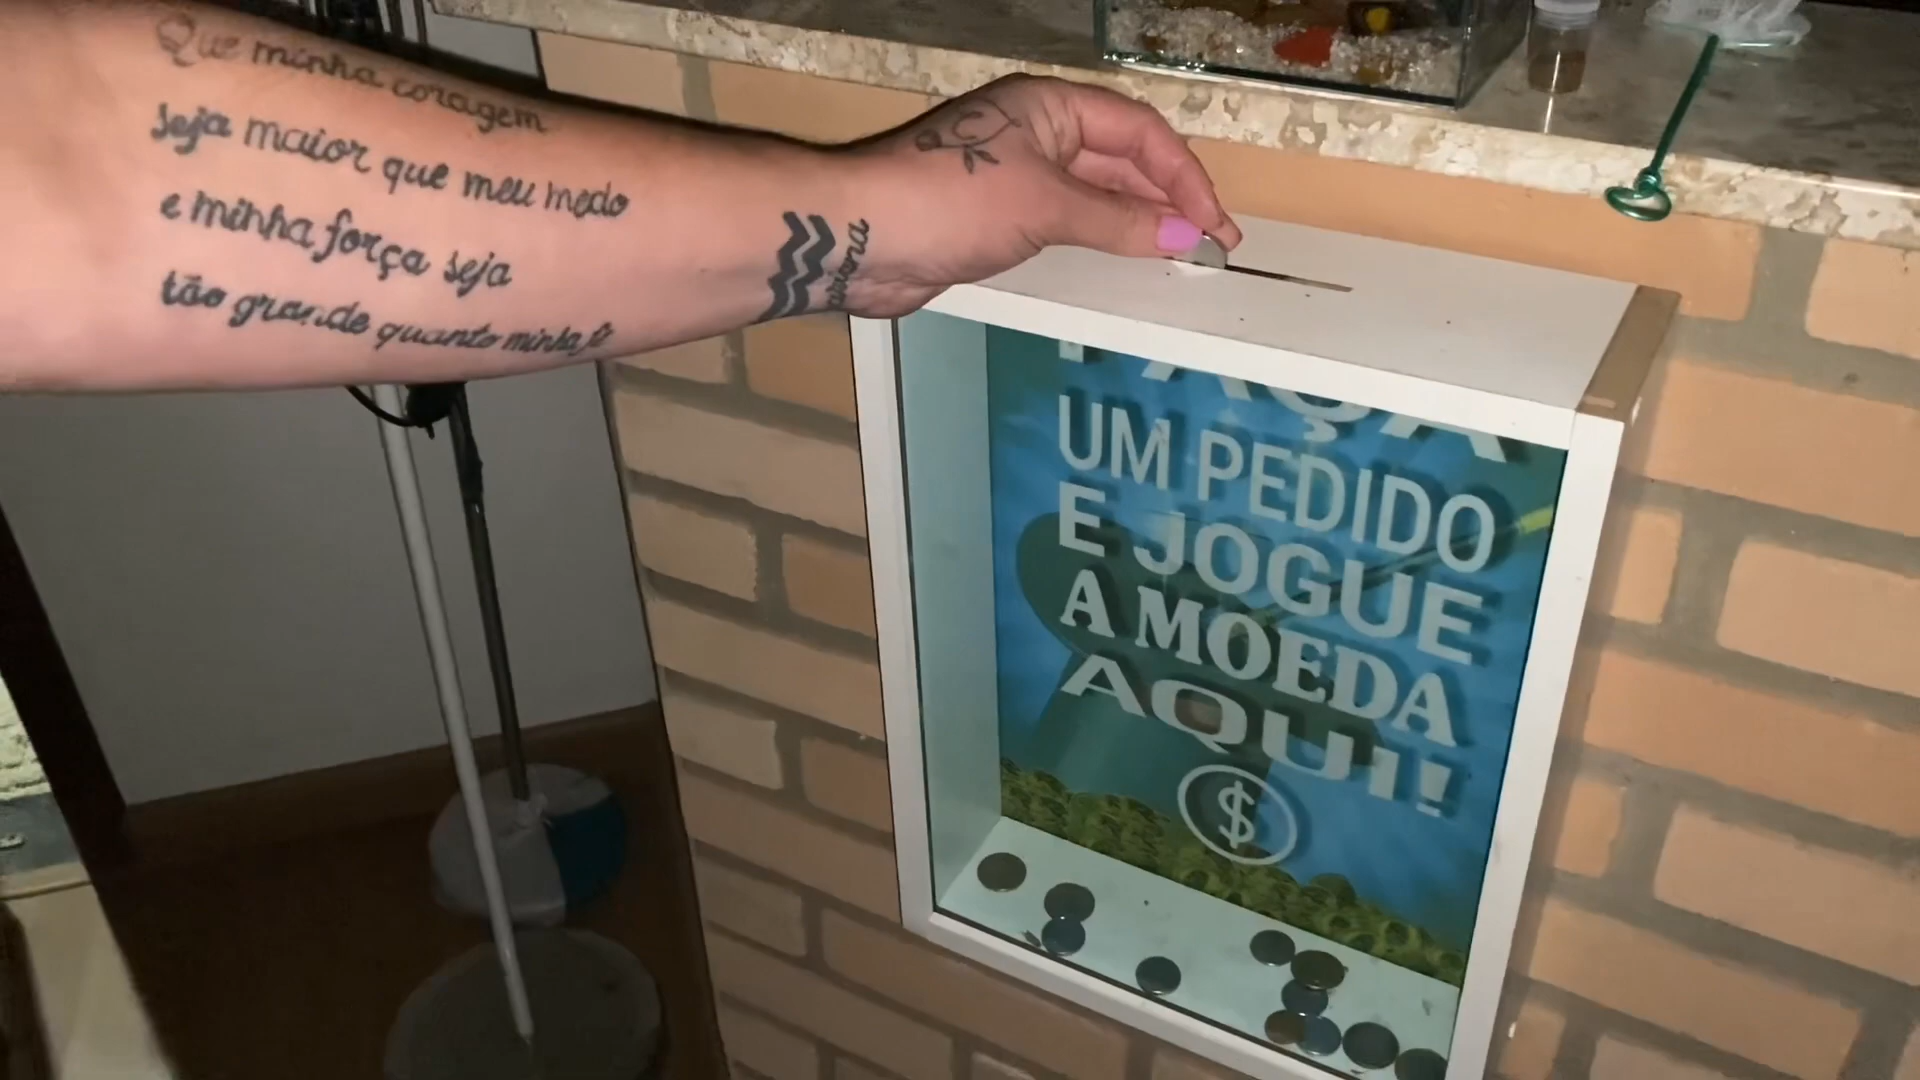 Que minha coragem
seja maior que meu medo
e minha força seja
tão grande quanto minha fé
FAÇA
UM PEDIDO
E JOGUE
A MOEDA
AQUI!
$